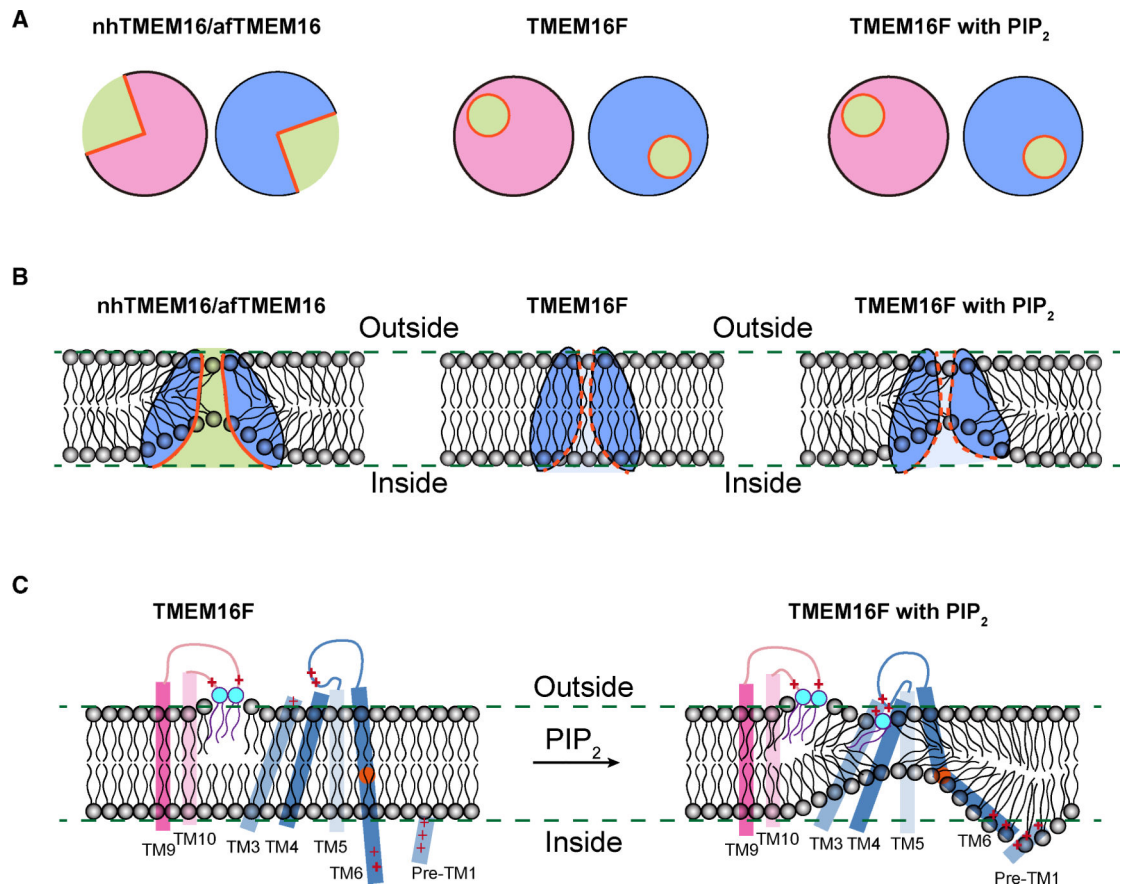 A
nhTMEM16/afTMEM16
TMEM16F
TMEM16F with PIP₂
B
nhTMEM16/afTMEM16
TMEM16F
TMEM16F with PIP₂
Outside
Outside
Inside
Inside
C
TMEM16F
TMEM16F with PIP₂
Outside
PIP₂
Inside
TM9
TM10
TM3
TM4
TM5
TM6
Pre-TM1
TM9
TM10
TM3
TM4
TM5
TM6
Pre-TM1